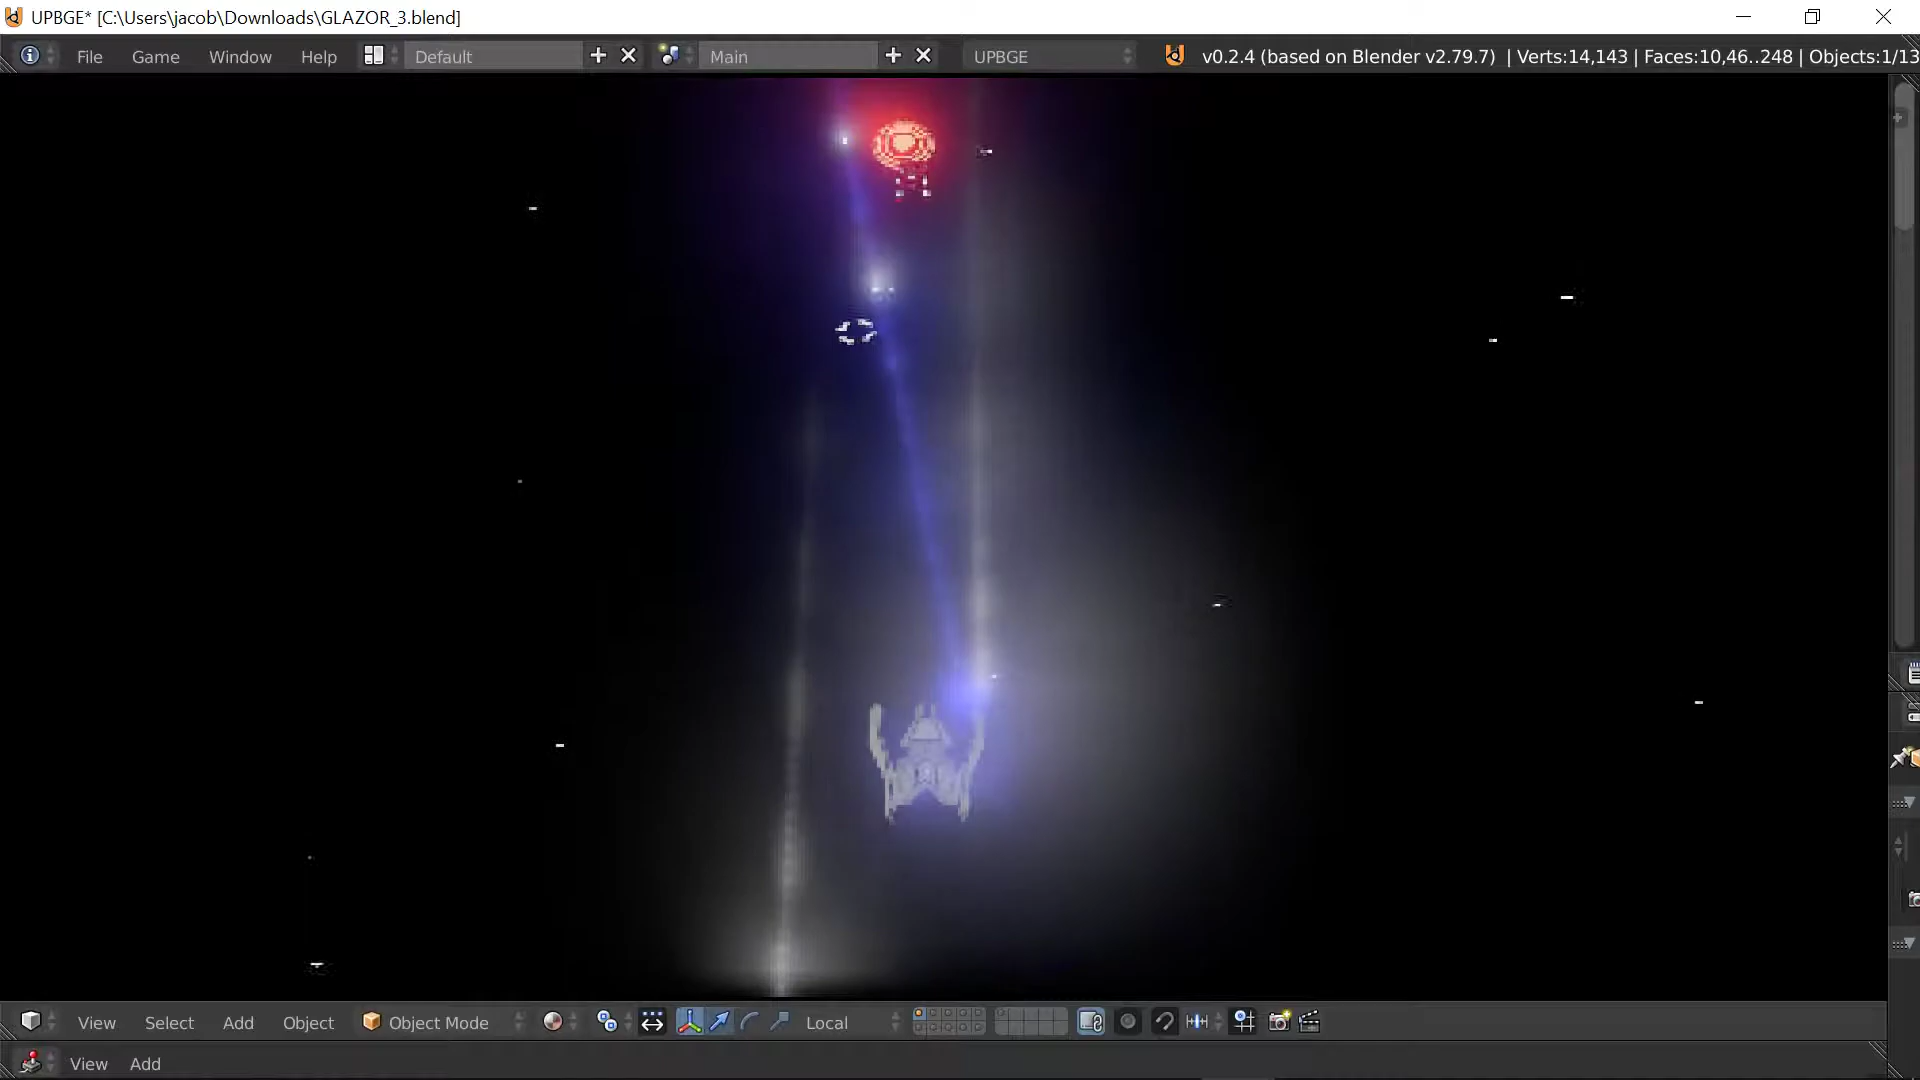 UPBGE* [C:\Users\jacob\Downloads\GLAZOR_3.blend]
File Game Window Help Default Main UPBGE v0.2.4 (based on Blender v2.79.7) | Verts:14,143 | Faces:10,46..248 | Objects:1/13
View Select Add Object Object Mode Local
View Add